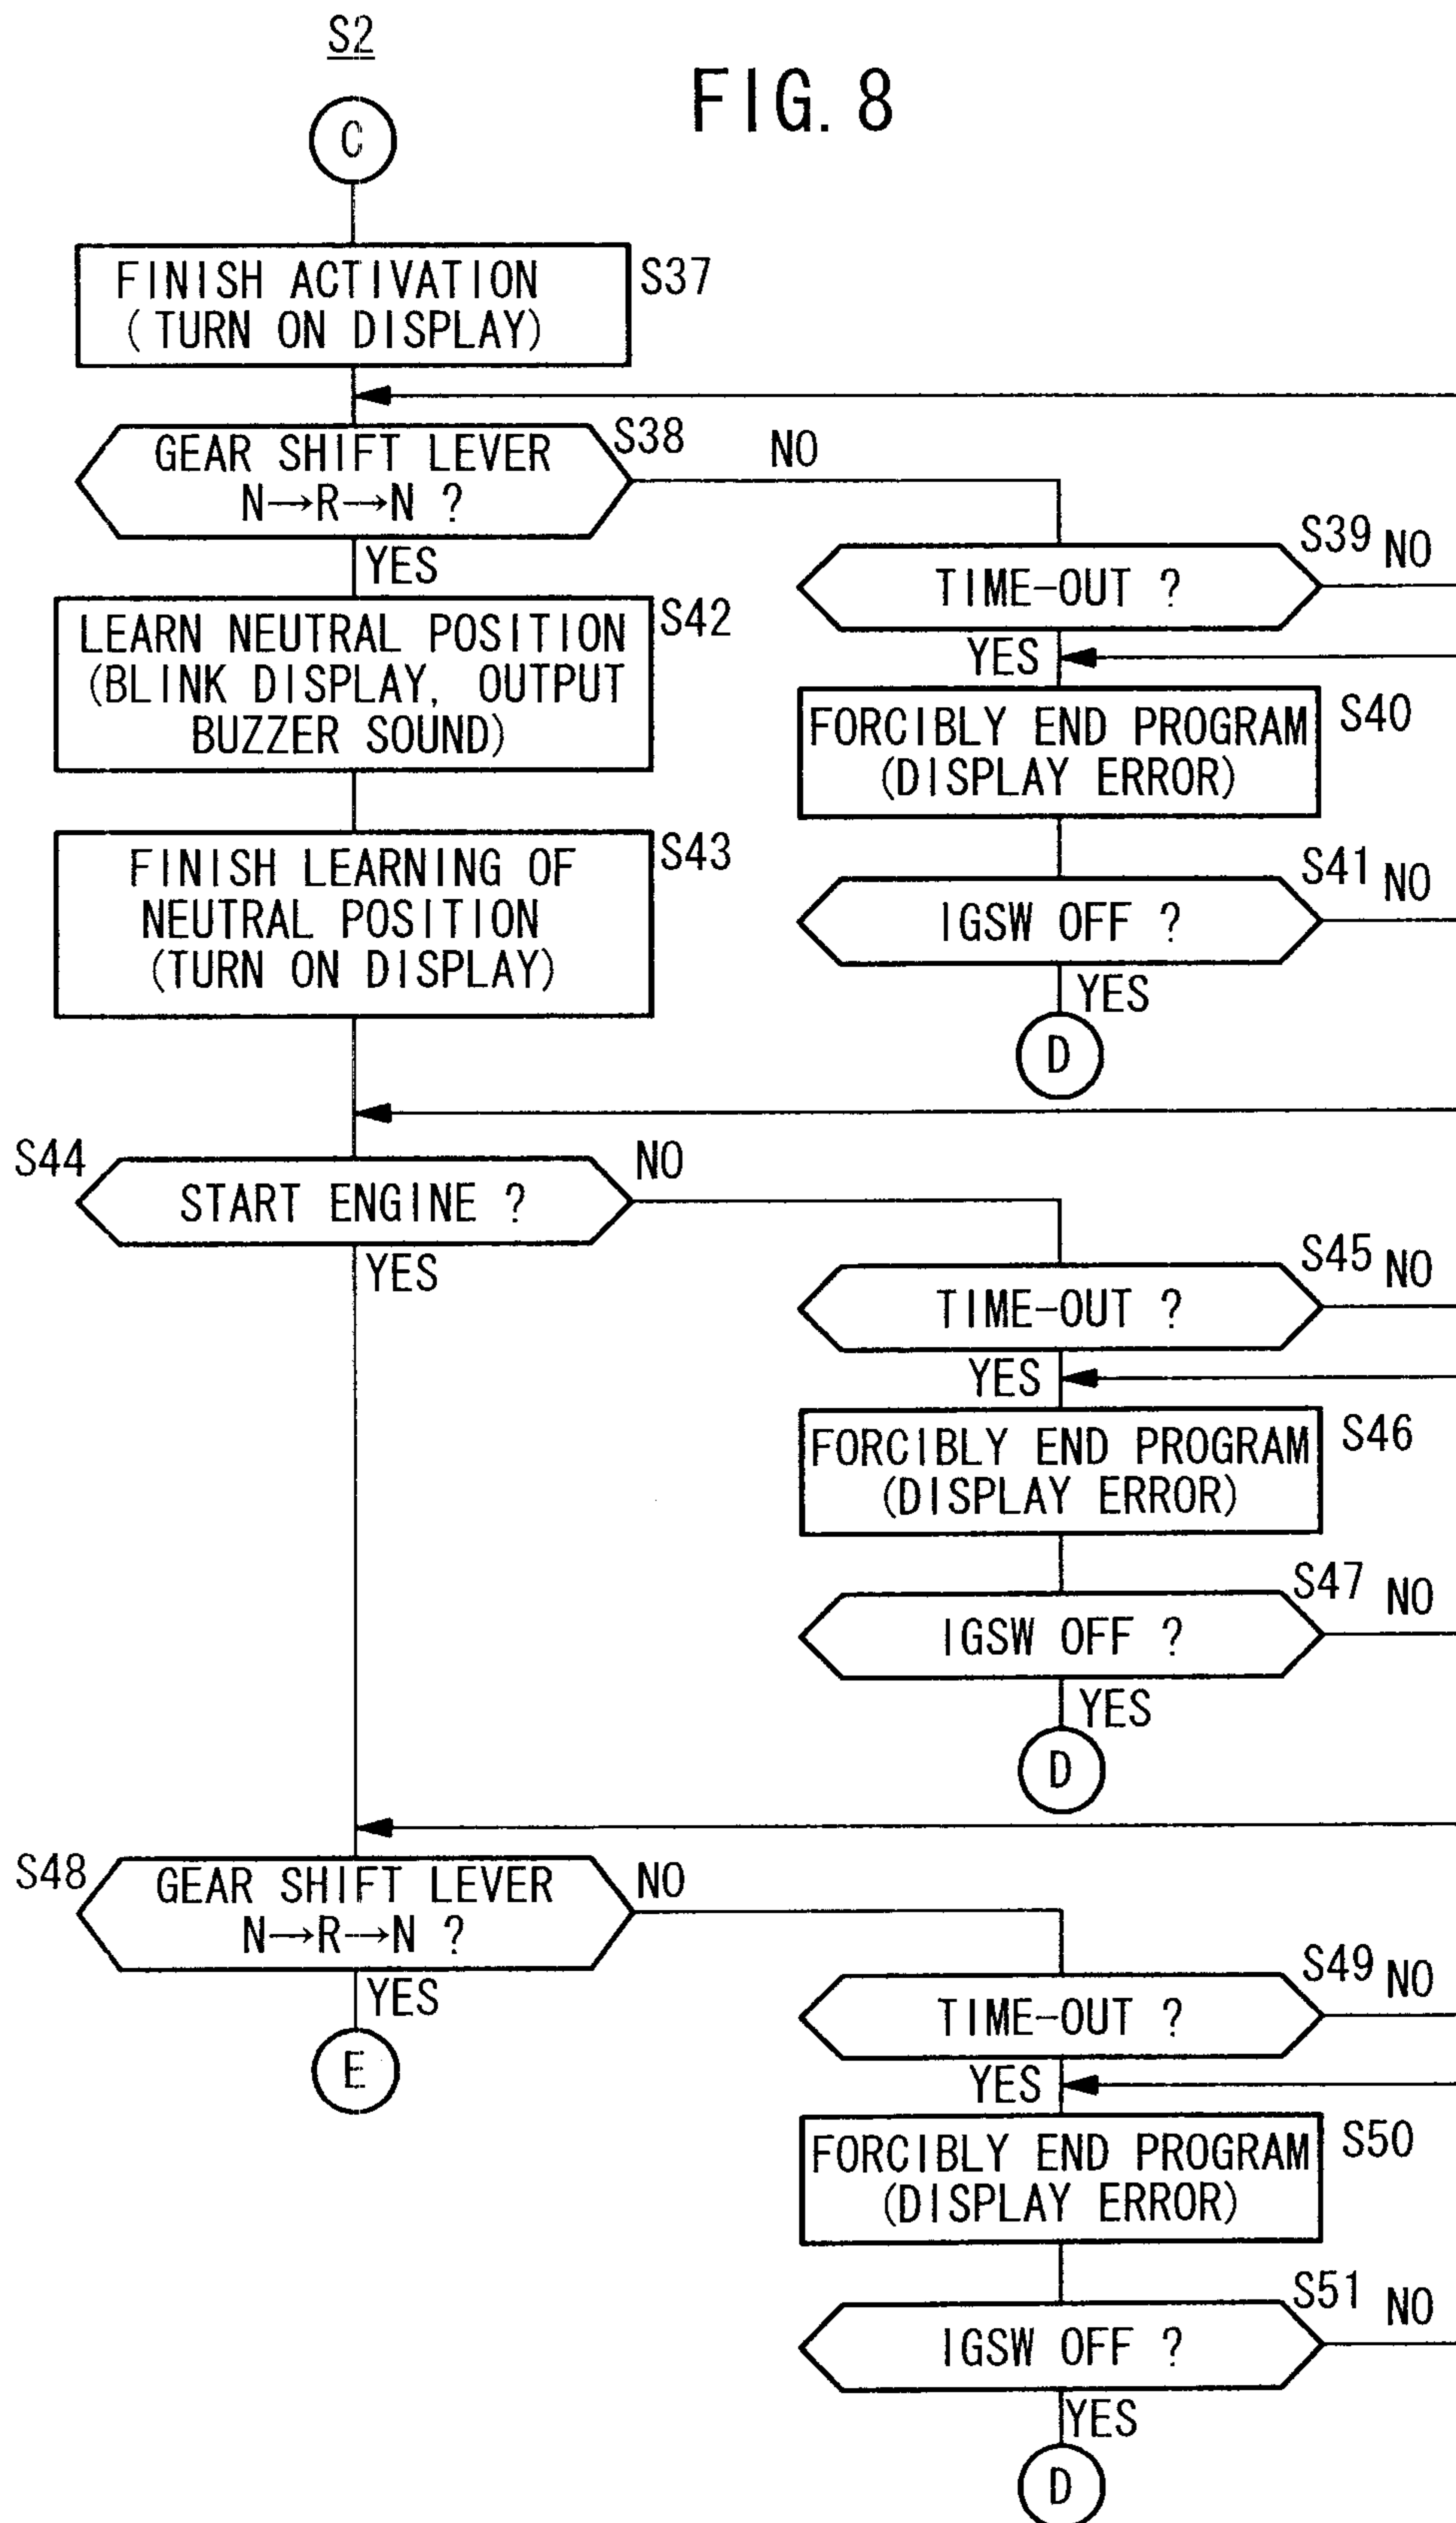 S2
FIG. 8
C
FINISH ACTIVATION
(TURN ON DISPLAY)
S37
GEAR SHIFT LEVER
N→R→N ?
S38
NO
YES
TIME-OUT ?
S39
NO
YES
LEARN NEUTRAL POSITION
(BLINK DISPLAY, OUTPUT
BUZZER SOUND)
S42
FORCIBLY END PROGRAM
(DISPLAY ERROR)
S40
FINISH LEARNING OF
NEUTRAL POSITION
(TURN ON DISPLAY)
S43
IGSW OFF ?
S41
NO
YES
D
S44
START ENGINE ?
NO
YES
TIME-OUT ?
S45
NO
YES
FORCIBLY END PROGRAM
(DISPLAY ERROR)
S46
IGSW OFF ?
S47
NO
YES
D
S48
GEAR SHIFT LEVER
N→R→N ?
NO
YES
E
TIME-OUT ?
S49
NO
YES
FORCIBLY END PROGRAM
(DISPLAY ERROR)
S50
IGSW OFF ?
S51
NO
YES
D